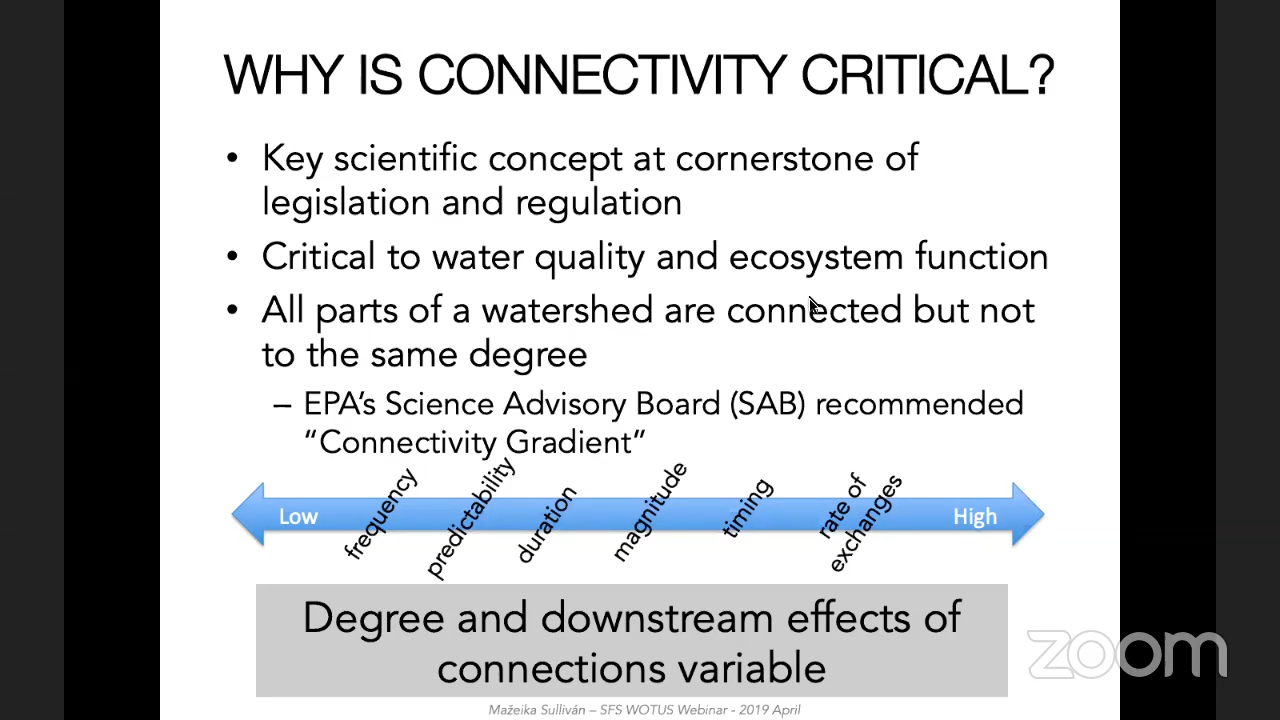 WHY IS CONNECTIVITY CRITICAL?
• Key scientific concept at cornerstone of
legislation and regulation
• Critical to water quality and ecosystem function
• All parts of a watershed are connected but not
to the same degree
– EPA’s Science Advisory Board (SAB) recommended
“Connectivity Gradient”
Low
frequency
predictability
duration
magnitude
timing
rate of
exchanges
High
Degree and downstream effects of
connections variable
zoom
Mažeika Sulliván – SFS WOTUS Webinar - 2019 April